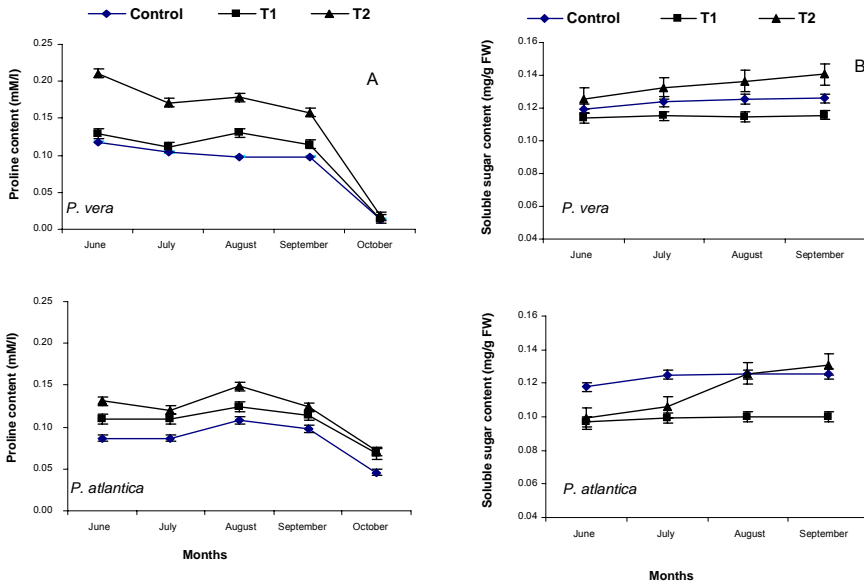 Control T1 T2
Proline content (mM/l)
0.25
0.20
0.15
0.10
0.05
0.00
A
P. vera
June July August September October
Control T1 T2
Soluble sugar content (mg/g FW)
0.16
0.14
0.12
0.10
0.08
0.06
0.04
B
P. vera
June July August September
Proline content (mM/l)
0.25
0.20
0.15
0.10
0.05
0.00
P. atlantica
June July August September October
Months
Soluble sugar content (mg/g FW)
0.16
0.14
0.12
0.10
0.08
0.06
0.04
P. atlantica
June July August September
Months